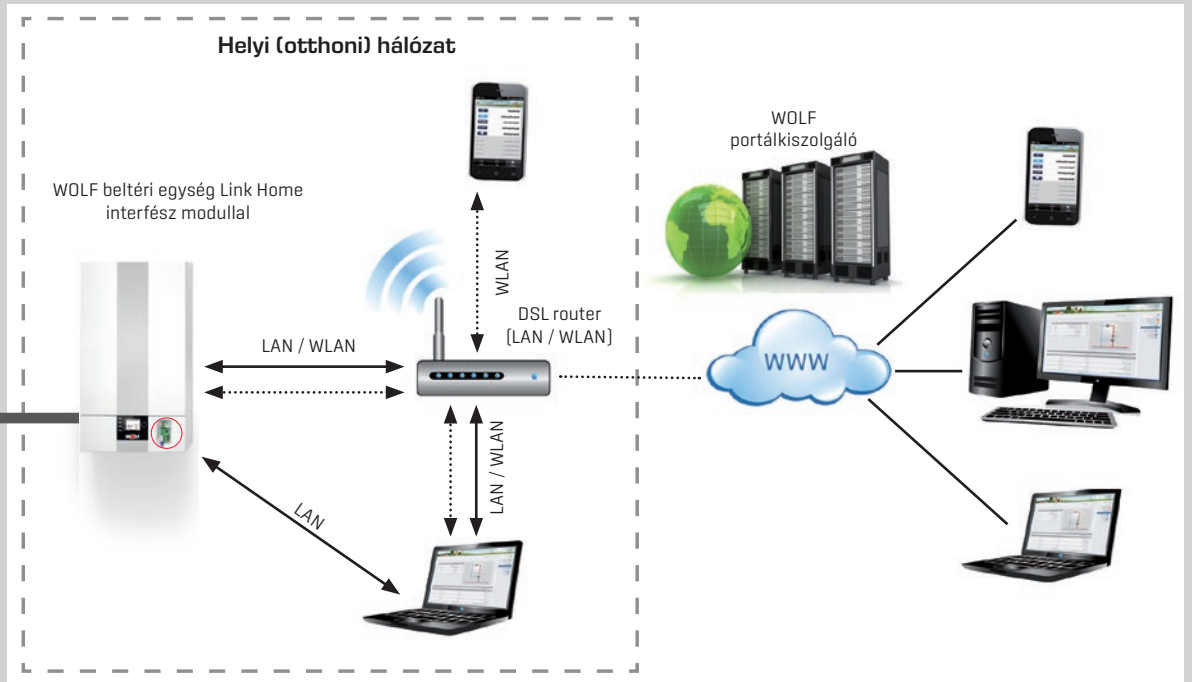 Helyi (otthoni) hálózat
WOLF beltéri egység Link Home
interfész modullal
WLAN
DSL router
(LAN / WLAN)
LAN / WLAN
LAN / WLAN
LAN
WOLF
portálkiszolgáló
WWW